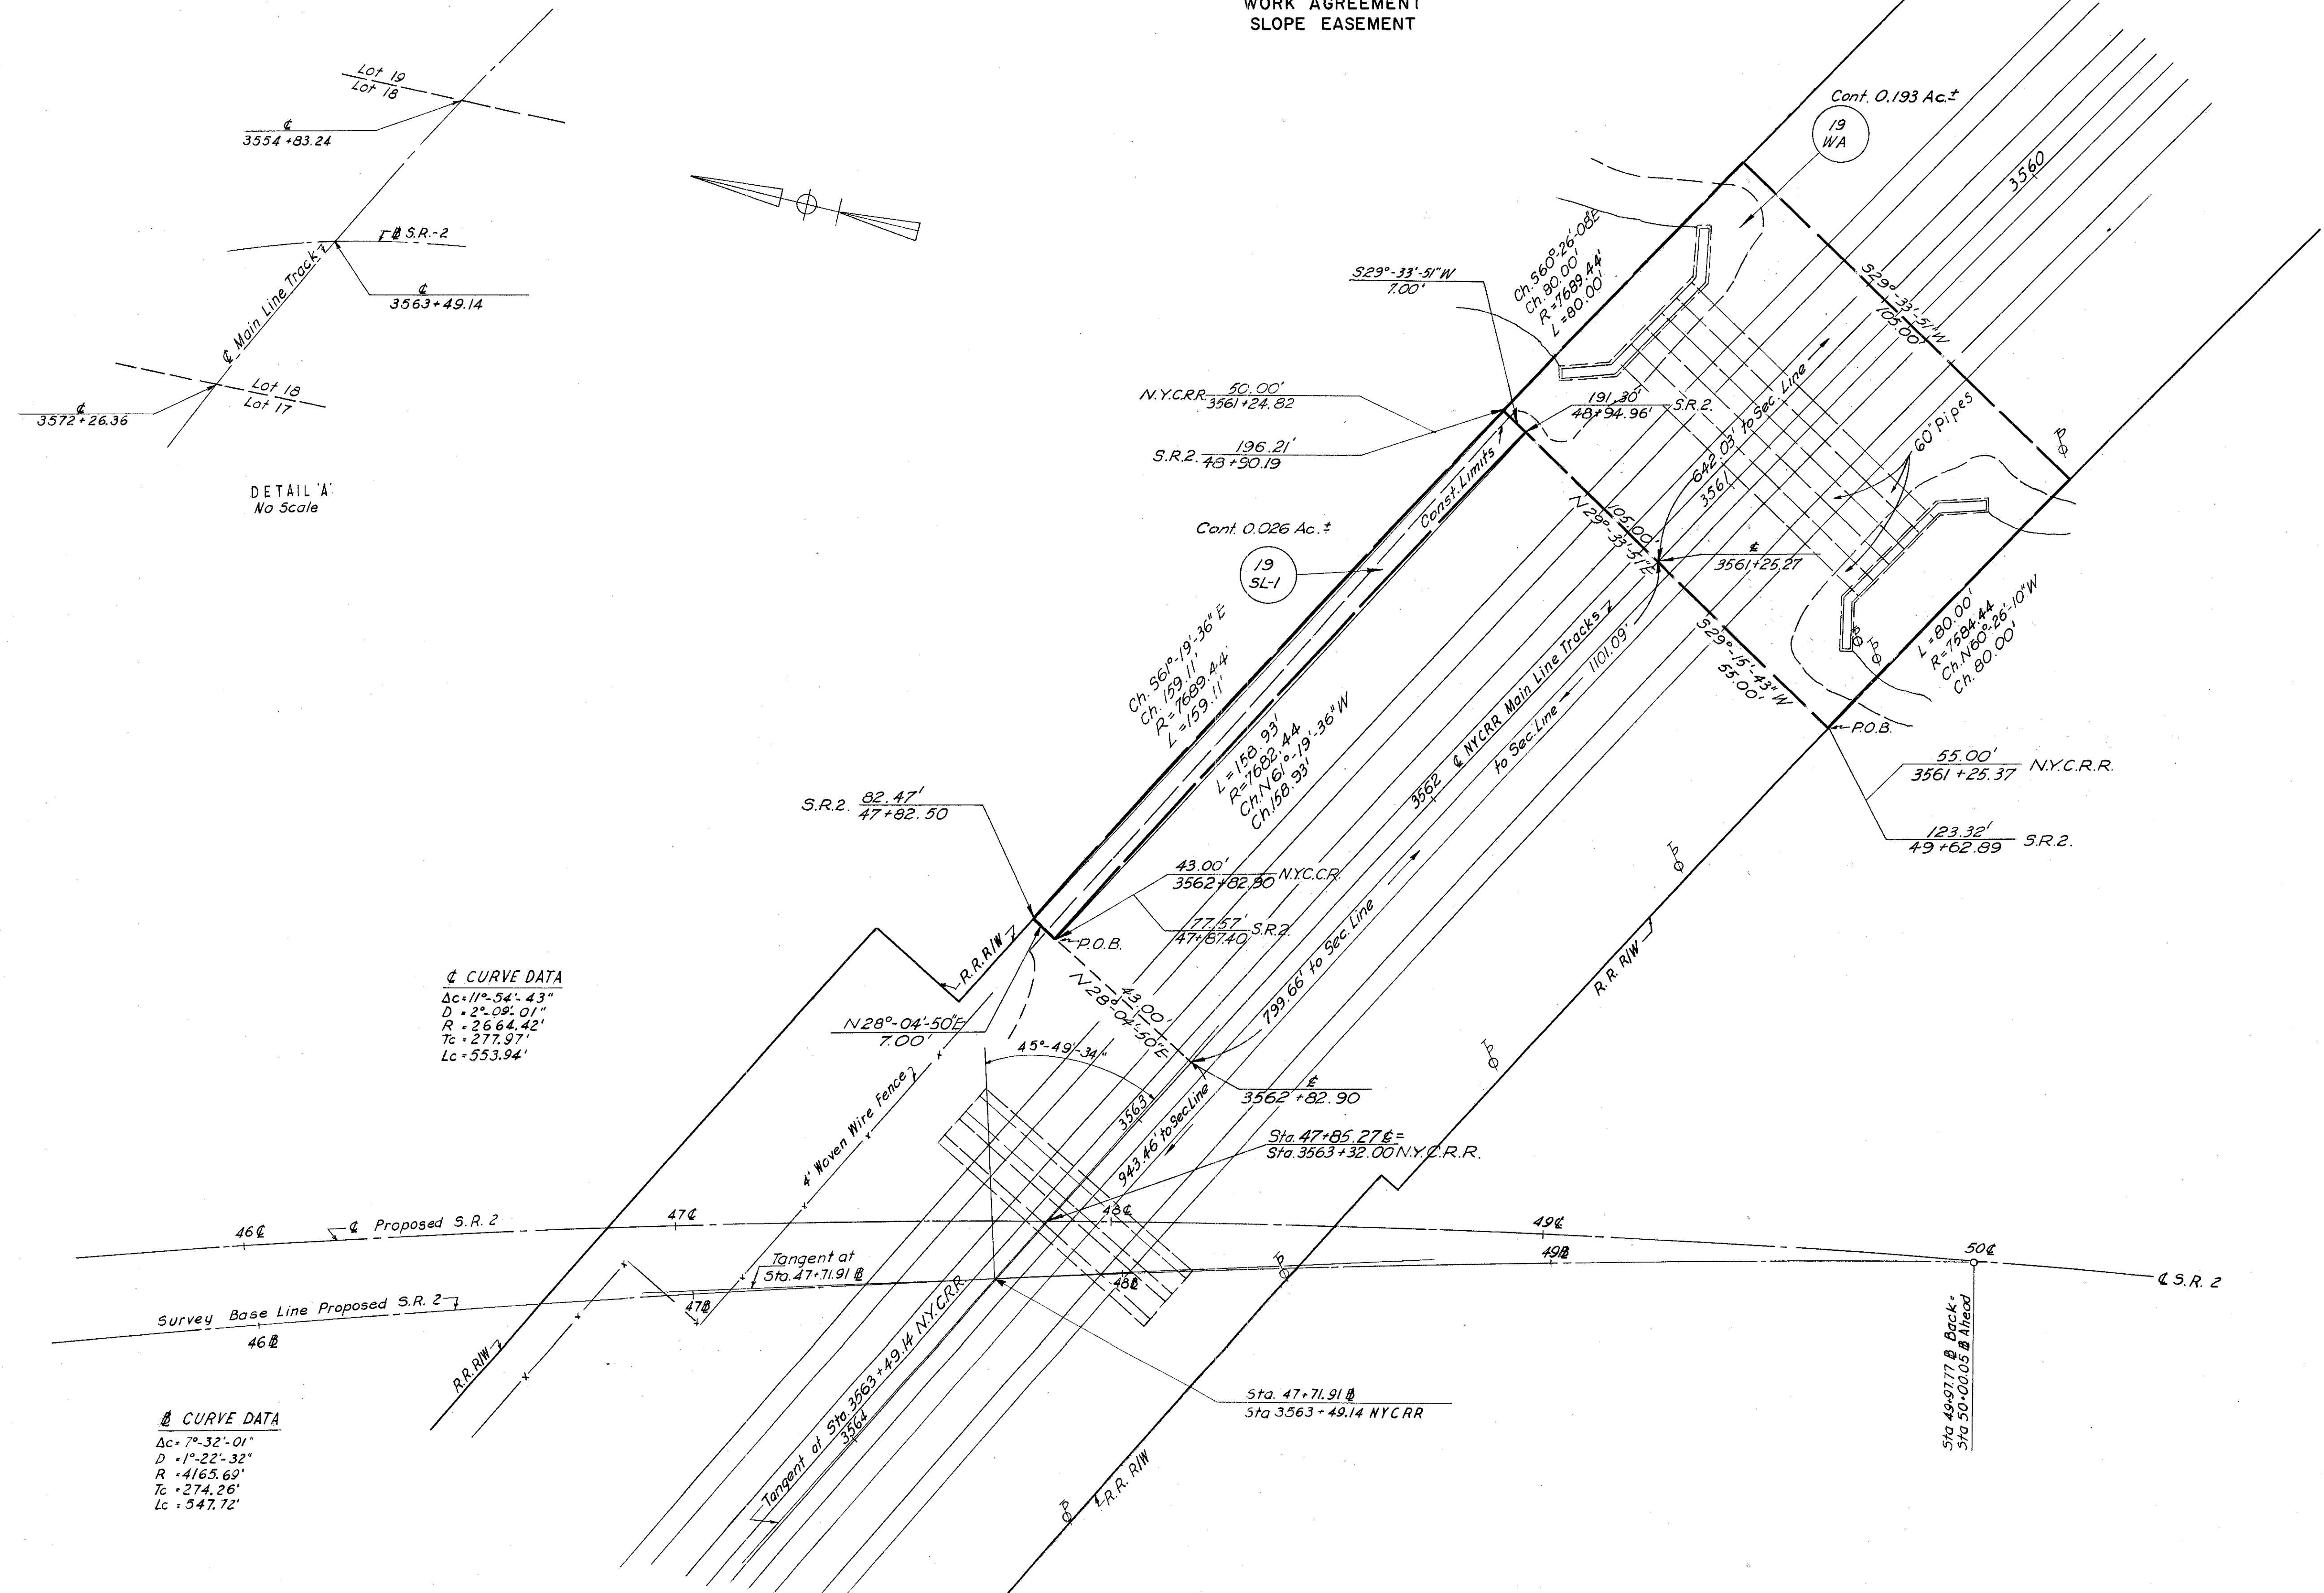 WORK AGREEMENT
SLOPE EASEMENT
Lot 19
Lot 18
℄
3554+83.24
℄ S.R.-2
℄
3563+49.14
℄ Main Line Track
Lot 18
Lot 17
℄
3572+26.36
DETAIL 'A'
No Scale
Cont. 0.193 Ac.±
19
WA
3560
Ch. S60°-26'-08"E
Ch. 80.00'
R=7689.44'
L=80.00'
S29°-33'-51"W
7.00'
S29°-33'-51"W
105.00'
N.Y.C.R.R. 50.00'
3561+24.82
191.30'
48+94.96' S.R.2.
S.R.2. 196.21'
48+90.19
642.03' to Sec. Line
3561
60" Pipes
Const. Limits
105.00'
N29°-33'-51"E
℄
3561+25.27
Cont. 0.026 Ac.±
19
SL-1
L=80.00'
R=7584.44
Ch. N60°-26'-10"W
Ch. 80.00'
S29°-15'-43"W
55.00'
P.O.B.
55.00'
3561+25.37 N.Y.C.R.R.
123.32'
49+62.89 S.R.2.
Ch. S61°-19'-36"E
Ch. 159.11'
R=7689.44'
L=159.11'
L=158.93'
R=7682.44
Ch. N61°-19'-36"W
Ch. 158.93'
3562 ℄ NYCRR Main Line Tracks
to Sec. Line 1101.09'
S.R.2. 82.47'
47+82.50
43.00'
3562+82.90 N.Y.C.C.R.
77.57'
47+87.40 S.R.2.
P.O.B.
R.R. R/W
799.66' to Sec. Line
R.R. R/W
43.00'
N28°-04'-50"E
N28°-04'-50"E
7.00'
45°-49'-34"
℄
3562+82.90
℄ CURVE DATA
Δc=11°-54'-43"
D=2°-09'-01"
R=2664.42'
Tc=277.97'
Lc=553.94'
4' Woven Wire Fence
3563
943.46' to Sec. Line
Sta. 47+85.27 ℄=
Sta. 3563+32.00 N.Y.C.R.R.
46 ℄
℄ Proposed S.R. 2
47 ℄
48 ℄
49 ℄
50 ℄
℄ S.R. 2
Tangent at
Sta. 47+71.91 B
Survey Base Line Proposed S.R. 2
46 B
47 B
48 B
49 B
R.R. R/W
Tangent at Sta. 3563+49.14 N.Y.C.R.R.
3564
Sta. 47+71.91 B
Sta 3563+49.14 NYCRR
Sta 49+97.77 B Back=
Sta 50+00.05 B Ahead
R.R. R/W
B CURVE DATA
Δc=7°-32'-01"
D=1°-22'-32"
R=4165.69'
Tc=274.26'
Lc=547.72'